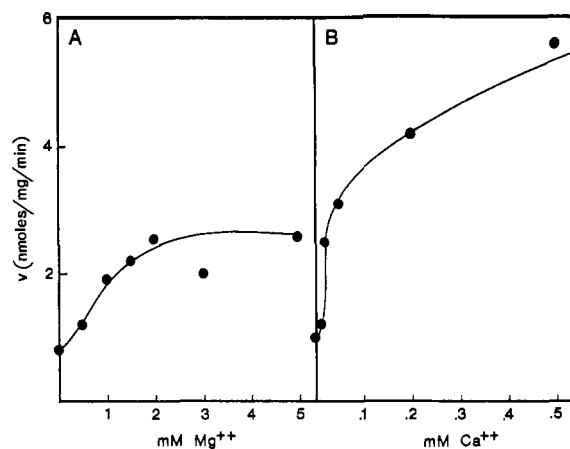 A
B
6
4
2
v (nmoles/mg/min)
1 2 3 4 5
.1 .2 .3 .4 .5
mM Mg++
mM Ca++